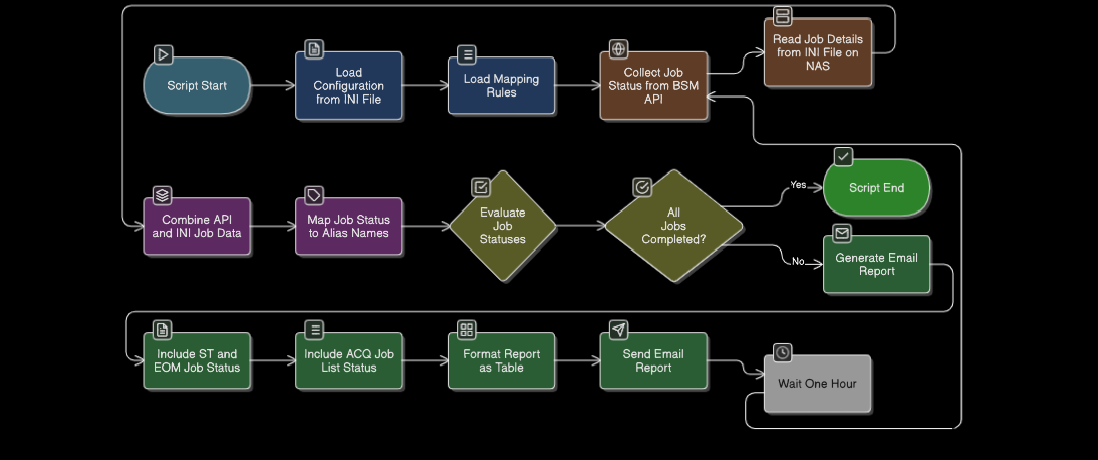 Read Job Details
from INI File on
NAS
Script Start
Load
Configuration
from INI File
Load Mapping
Rules
Collect Job
Status from BSM
API
Combine API
and INI Job Data
Map Job Status
to Alias Names
Evaluate
Job
Statuses
All
Jobs
Completed?
Yes
Script End
No
Generate Email
Report
Include ST and
EOM Job Status
Include ACQ Job
List Status
Format Report
as Table
Send Email
Report
Wait One Hour